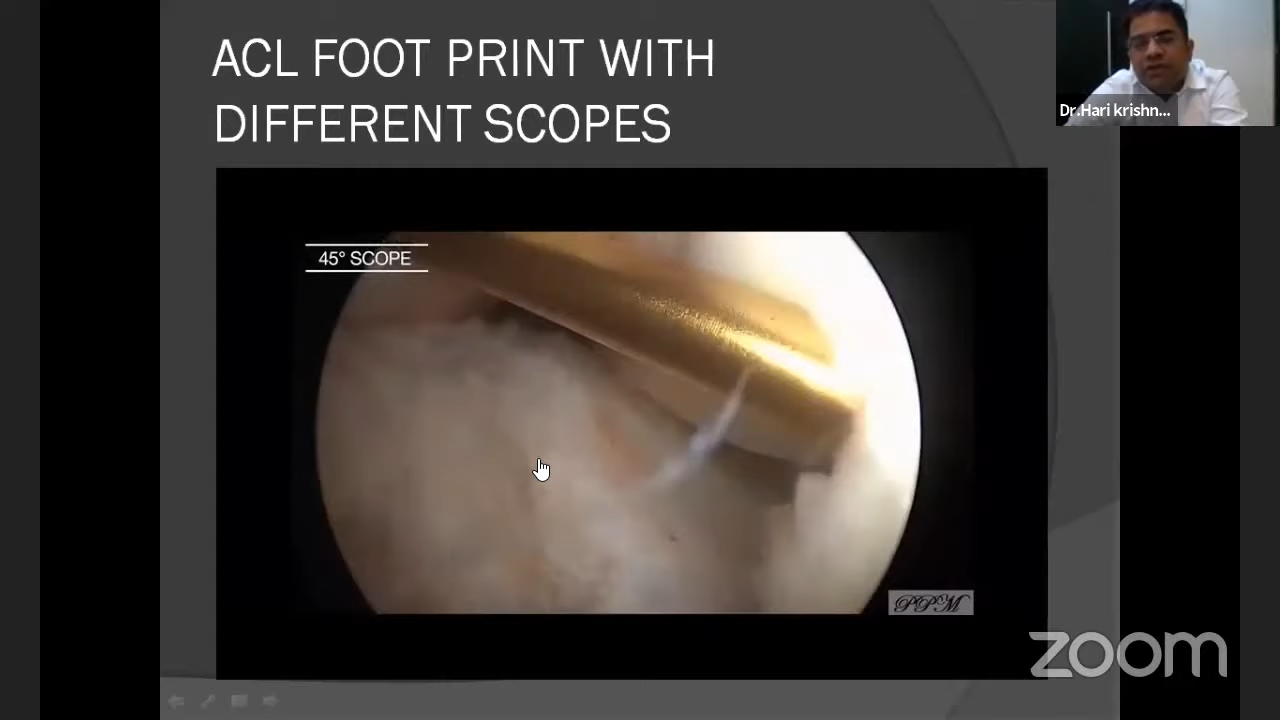 ACL FOOT PRINT WITH
DIFFERENT SCOPES
Dr.Hari krishn...
45° SCOPE
PPM
zoom